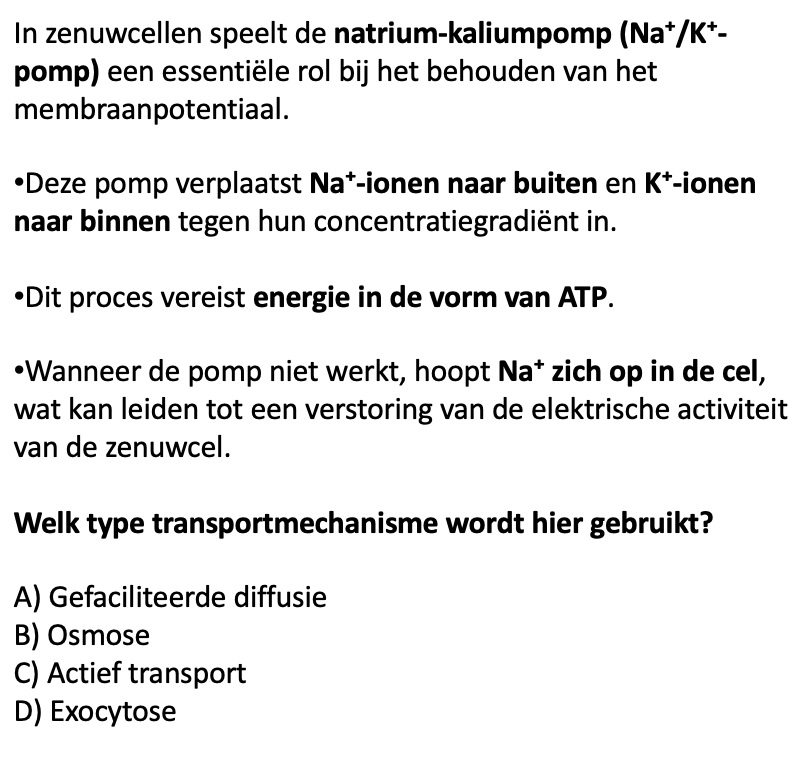 In zenuwcellen speelt de natrium-kaliumpomp (Na⁺/K⁺-
pomp) een essentiële rol bij het behouden van het
membraanpotentiaal.
•Deze pomp verplaatst Na⁺-ionen naar buiten en K⁺-ionen
naar binnen tegen hun concentratiegradiënt in.
•Dit proces vereist energie in de vorm van ATP.
•Wanneer de pomp niet werkt, hoopt Na⁺ zich op in de cel,
wat kan leiden tot een verstoring van de elektrische activiteit
van de zenuwcel.
Welk type transportmechanisme wordt hier gebruikt?
A) Gefaciliteerde diffusie
B) Osmose
C) Actief transport
D) Exocytose